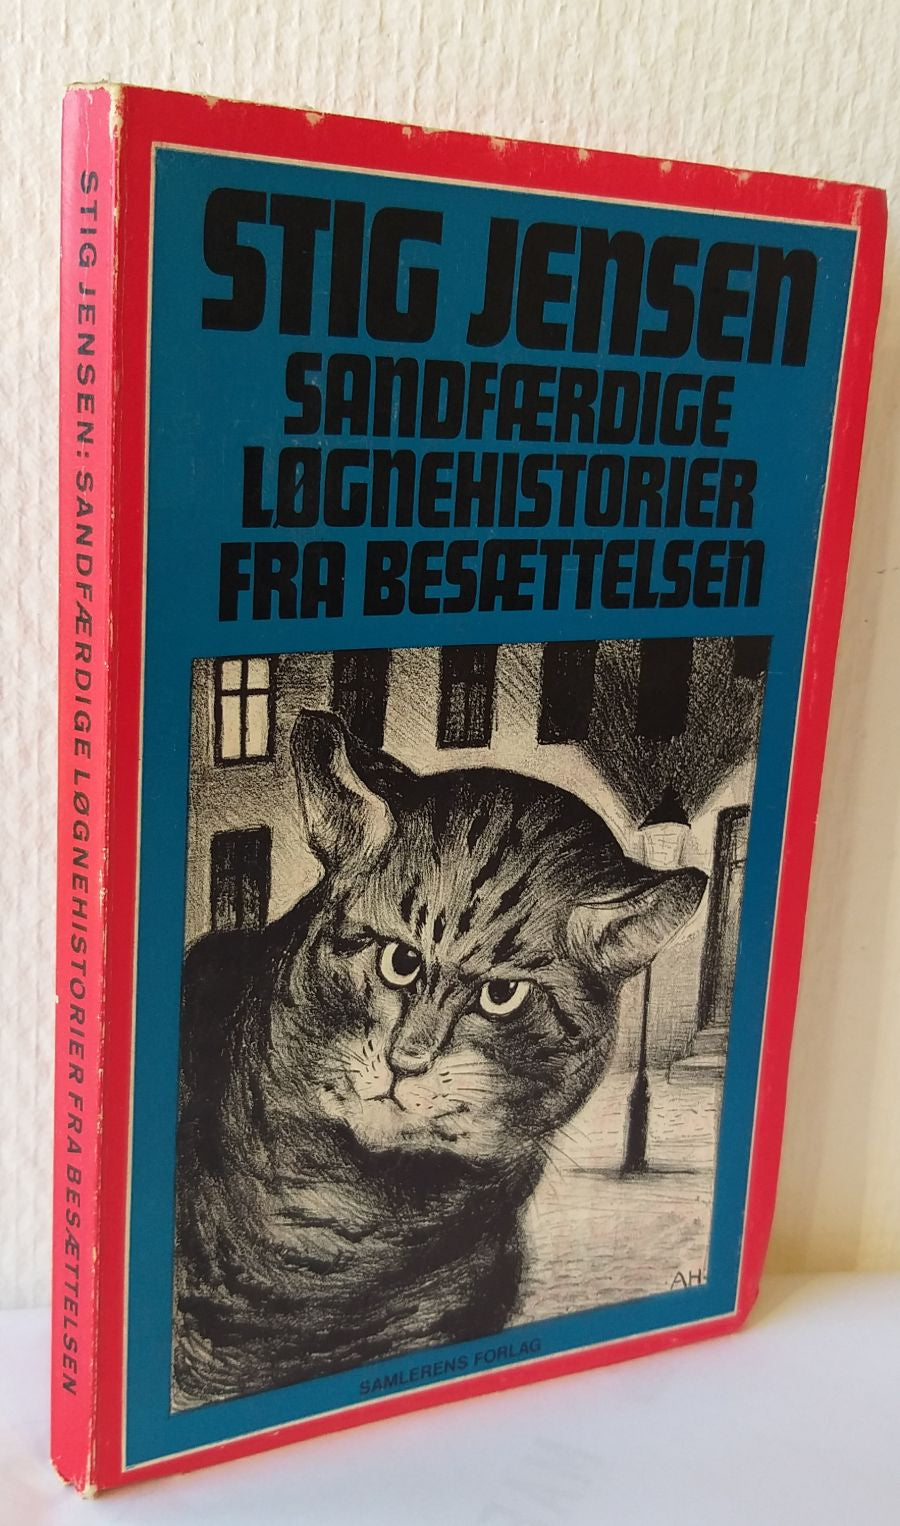 STIG JENSEN: SANDFÆRDIGE LØGNEHISTORIER FRA BESÆTTELSEN
STIG JENSEN
SANDFÆRDIGE
LØGNEHISTORIER
FRA BESÆTTELSEN
AH.
SAMLERENS FORLAG